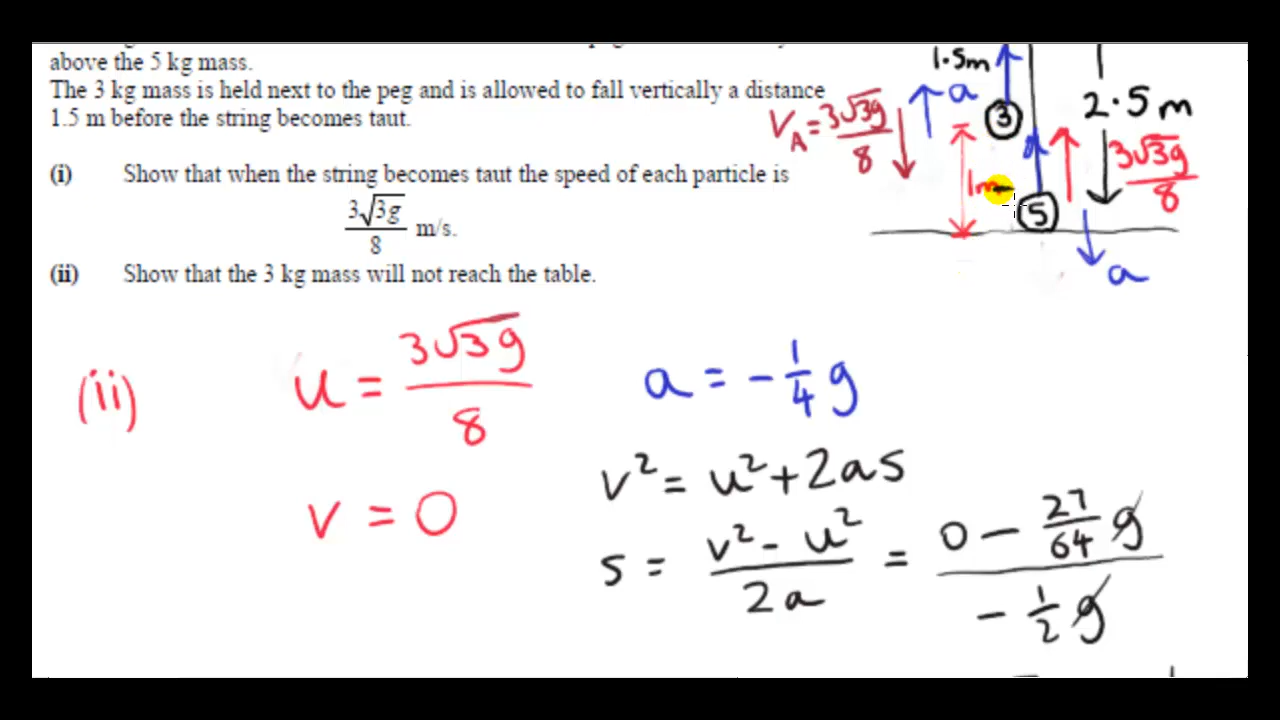 above the 5 kg mass.
The 3 kg mass is held next to the peg and is allowed to fall vertically a distance
1.5 m before the string becomes taut.
(i) Show that when the string becomes taut the speed of each particle is
3√3g/8 m/s.
(ii) Show that the 3 kg mass will not reach the table.
1.5m
a
3
2.5 m
V_A = 3√3g/8
1m
3√3g/8
5
a
(ii) u = 3√3g/8
a = -1/4 g
v² = u² + 2as
v = 0
s = (v² - u²)/2a = (0 - 27/64 g)/(- 1/2 g)